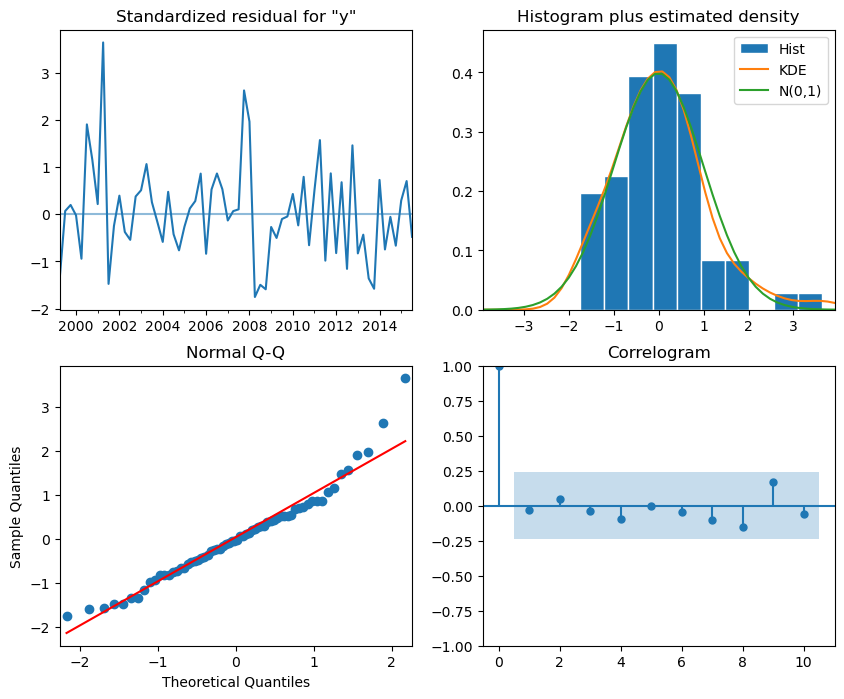 Standardized residual for "y"
3
2
1
0
−1
−2
2000 2002 2004 2006 2008 2010 2012 2014
Histogram plus estimated density
Hist
KDE
N(0,1)
0.4
0.3
0.2
0.1
0.0
−3 −2 −1 0 1 2 3
Normal Q-Q
Sample Quantiles
3
2
1
0
−1
−2
−2 −1 0 1 2
Theoretical Quantiles
Correlogram
1.00
0.75
0.50
0.25
0.00
−0.25
−0.50
−0.75
−1.00
0 2 4 6 8 10